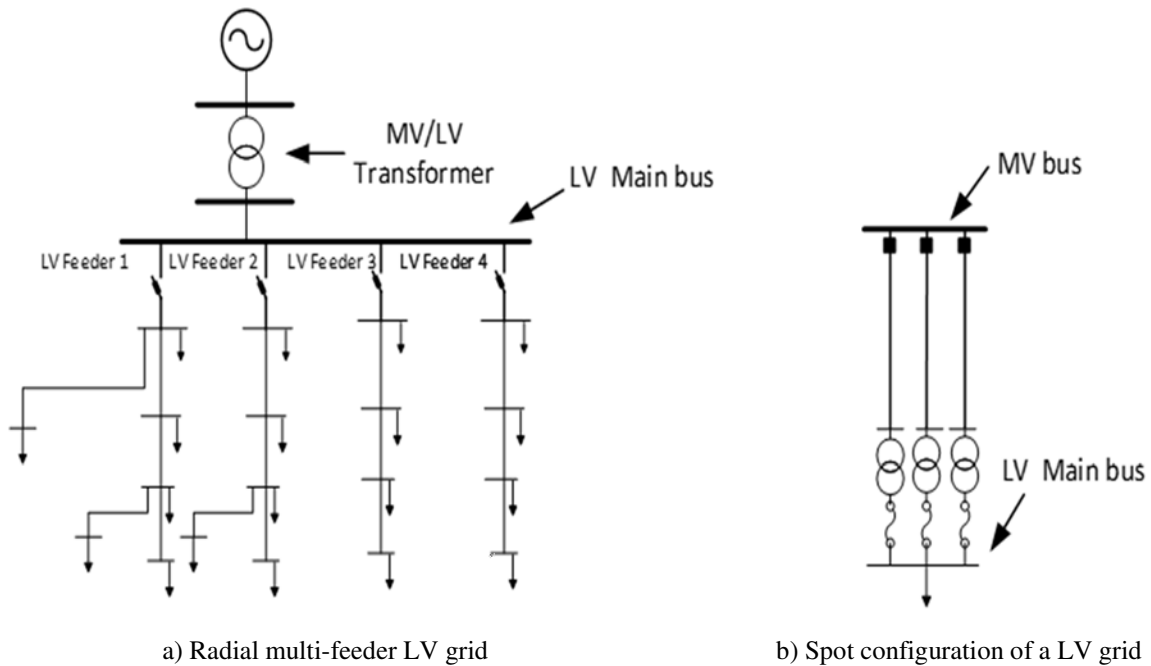 MV/LV
Transformer
LV Main bus
LV Feeder 1
LV Feeder 2
LV Feeder 3
LV Feeder 4
MV bus
LV Main bus
a) Radial multi-feeder LV grid
b) Spot configuration of a LV grid